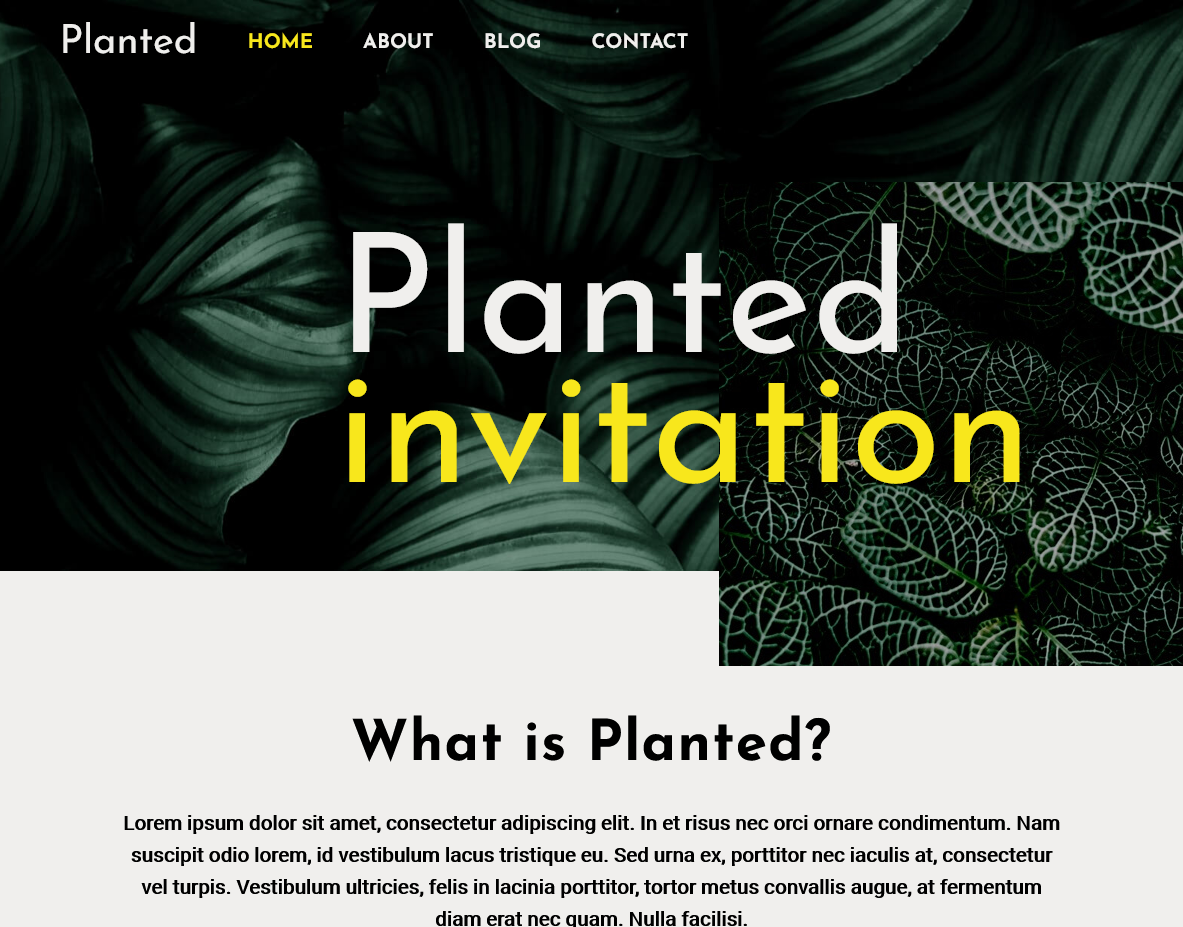 Planted HOME ABOUT BLOG CONTACT
Planted
invitation
What is Planted?
Lorem ipsum dolor sit amet, consectetur adipiscing elit. In et risus nec orci ornare condimentum. Nam
suscipit odio lorem, id vestibulum lacus tristique eu. Sed urna ex, porttitor nec iaculis at, consectetur
vel turpis. Vestibulum ultricies, felis in lacinia porttitor, tortor metus convallis augue, at fermentum
diam erat nec quam. Nulla facilisi.